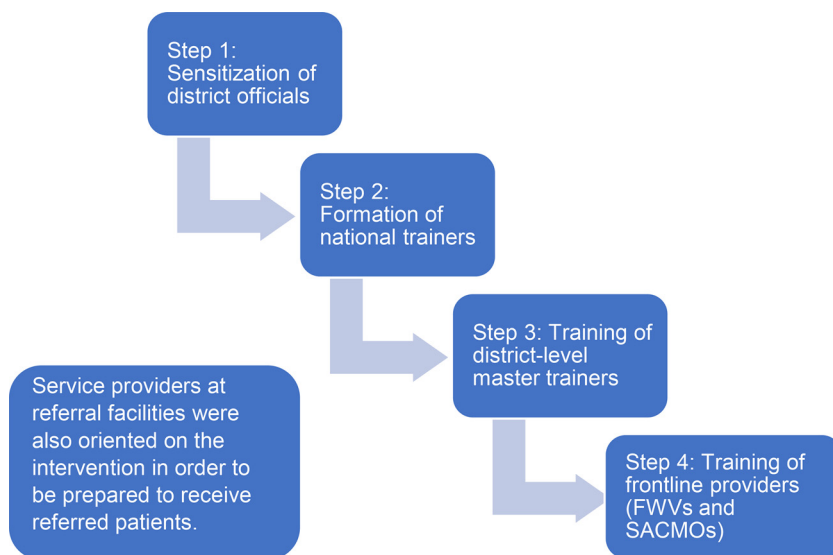 Step 1:
Sensitization of
district officials
Step 2:
Formation of
national trainers
Step 3: Training of
district-level
master trainers
Step 4: Training of
frontline providers
(FWVs and
SACMOs)
Service providers at
referral facilities were
also oriented on the
intervention in order to
be prepared to receive
referred patients.